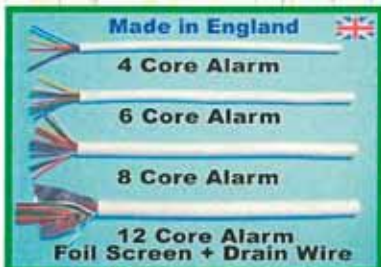 Made in England
4 Core Alarm
6 Core Alarm
8 Core Alarm
12 Core Alarm
Foil Screen + Drain Wire